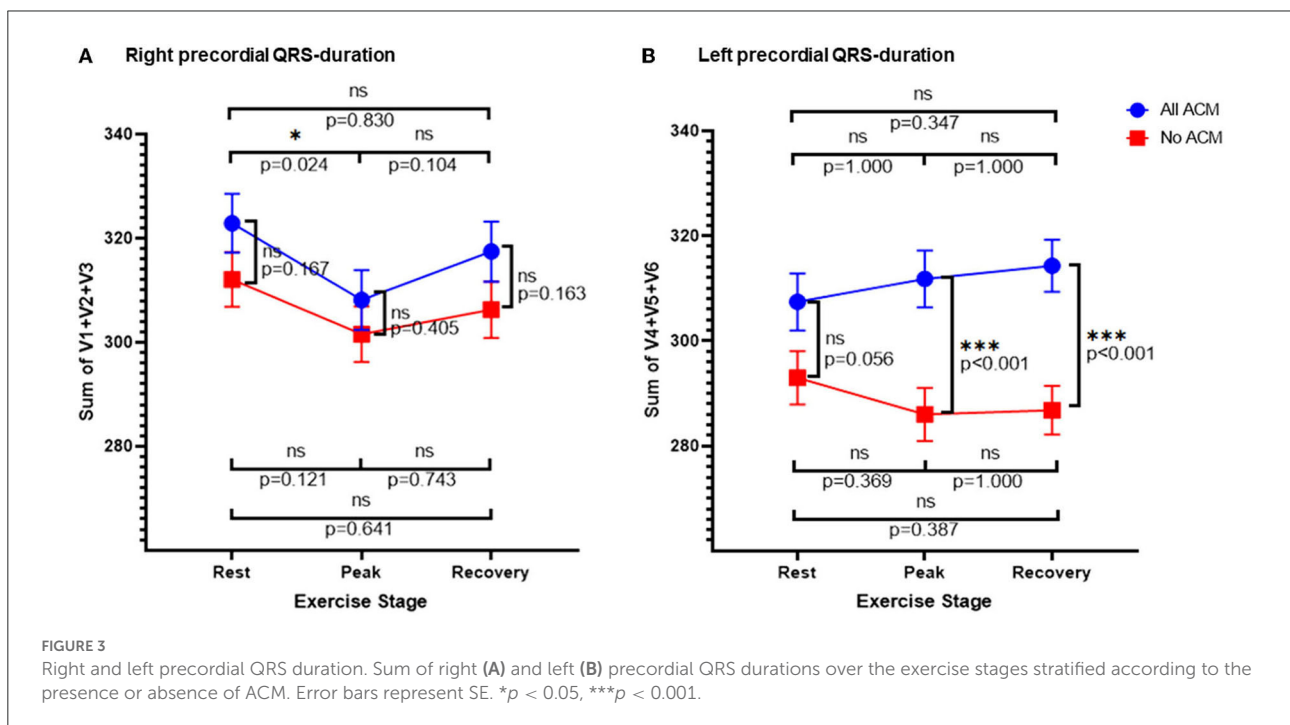 A Right precordial QRS-duration
ns
p=0.830
* ns
p=0.024 p=0.104
340
320
300
280
Sum of V1+V2+V3
ns
p=0.167
ns
p=0.405
ns
p=0.163
ns ns
p=0.121 p=0.743
ns
p=0.641
Rest Peak Recovery
Exercise Stage
B Left precordial QRS-duration
ns
p=0.347
ns ns
p=1.000 p=1.000
340
320
300
280
Sum of V4+V5+V6
ns
p=0.056
***
p<0.001
***
p<0.001
ns ns
p=0.369 p=1.000
ns
p=0.387
Rest Peak Recovery
Exercise Stage
All ACM
No ACM
FIGURE 3
Right and left precordial QRS duration. Sum of right (A) and left (B) precordial QRS durations over the exercise stages stratified according to the
presence or absence of ACM. Error bars represent SE. *p < 0.05, ***p < 0.001.